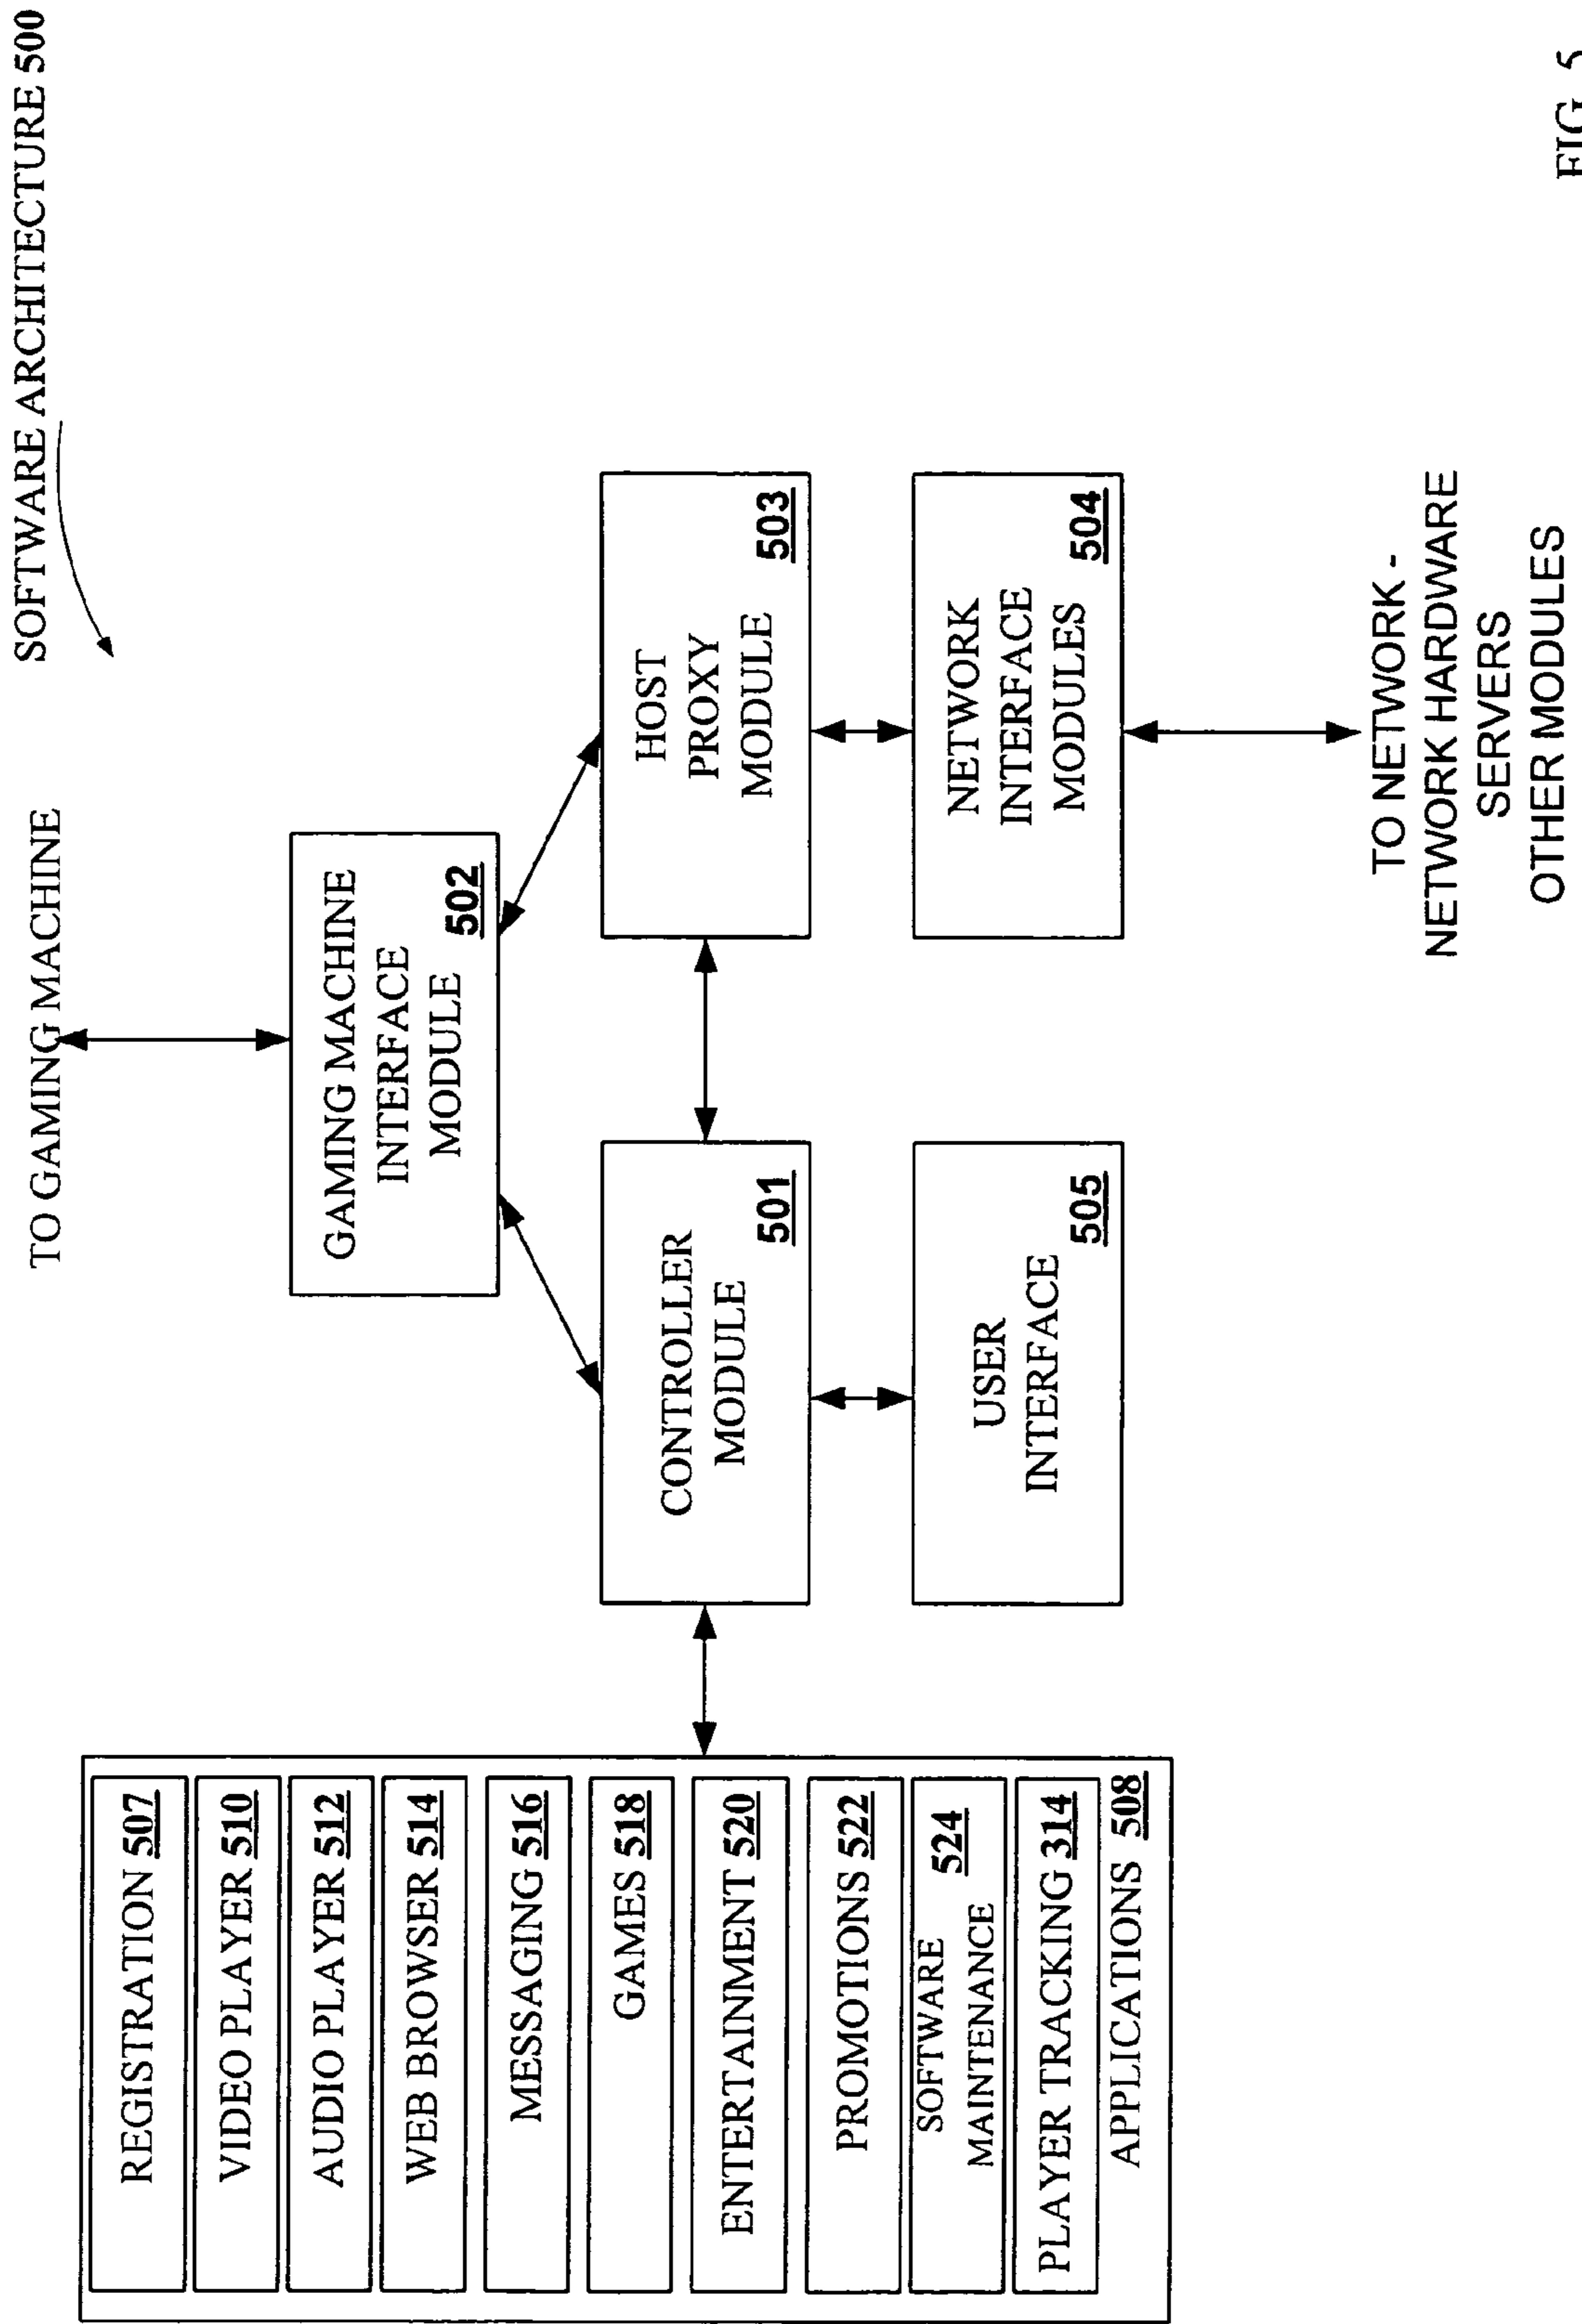 SOFTWARE ARCHITECTURE 500
TO GAMING MACHINE
GAMING MACHINE
INTERFACE
MODULE 502
REGISTRATION 507
VIDEO PLAYER 510
AUDIO PLAYER 512
WEB BROWSER 514
MESSAGING 516
GAMES 518
ENTERTAINMENT 520
PROMOTIONS 522
SOFTWARE 524
MAINTENANCE
PLAYER TRACKING 314
APPLICATIONS 508
CONTROLLER
MODULE
501
HOST
PROXY
MODULE 503
USER
INTERFACE
505
NETWORK
INTERFACE
MODULES 504
TO NETWORK -
NETWORK HARDWARE
SERVERS
OTHER MODULES
FIG. 5